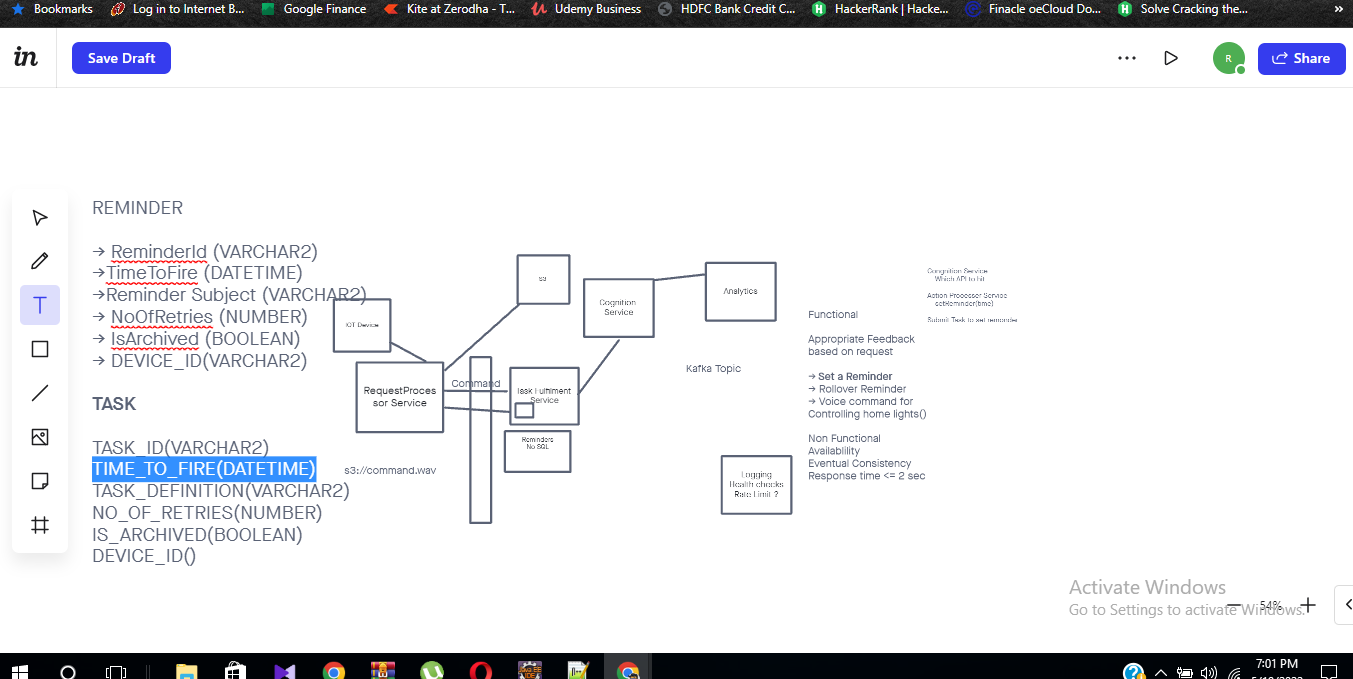 Bookmarks
Log in to Internet B...
Google Finance
Kite at Zerodha - T...
Udemy Business
HDFC Bank Credit C...
HackerRank | Hacke...
Finacle oeCloud Do...
Solve Cracking the...
»
in
Save Draft
R
Share
REMINDER
→ ReminderId (VARCHAR2)
→TimeToFire (DATETIME)
→Reminder Subject (VARCHAR2)
→ NoOfRetries (NUMBER)
→ IsArchived (BOOLEAN)
→ DEVICE_ID(VARCHAR2)
TASK
TASK_ID(VARCHAR2)
TIME_TO_FIRE(DATETIME)
TASK_DEFINITION(VARCHAR2)
NO_OF_RETRIES(NUMBER)
IS_ARCHIVED(BOOLEAN)
DEVICE_ID()
IOT Device
RequestProces
sor Service
s3://command.wav
S3
Command
Task Fulfilment
Service
Reminders
No SQL
Cognition
Service
Analytics
Kafka Topic
Logging
Health checks
Rate Limit ?
Functional
Appropriate Feedback
based on request
→ Set a Reminder
→ Rollover Reminder
→ Voice command for
Controlling home lights()
Non Functional
Availablility
Eventual Consistency
Response time <= 2 sec
Congnition Service
Which API to hit
Action Processer Service
setReminder(time)
Submit Task to set remonder
T
Activate Windows
Go to Settings to activate Windows.
54%
7:01 PM